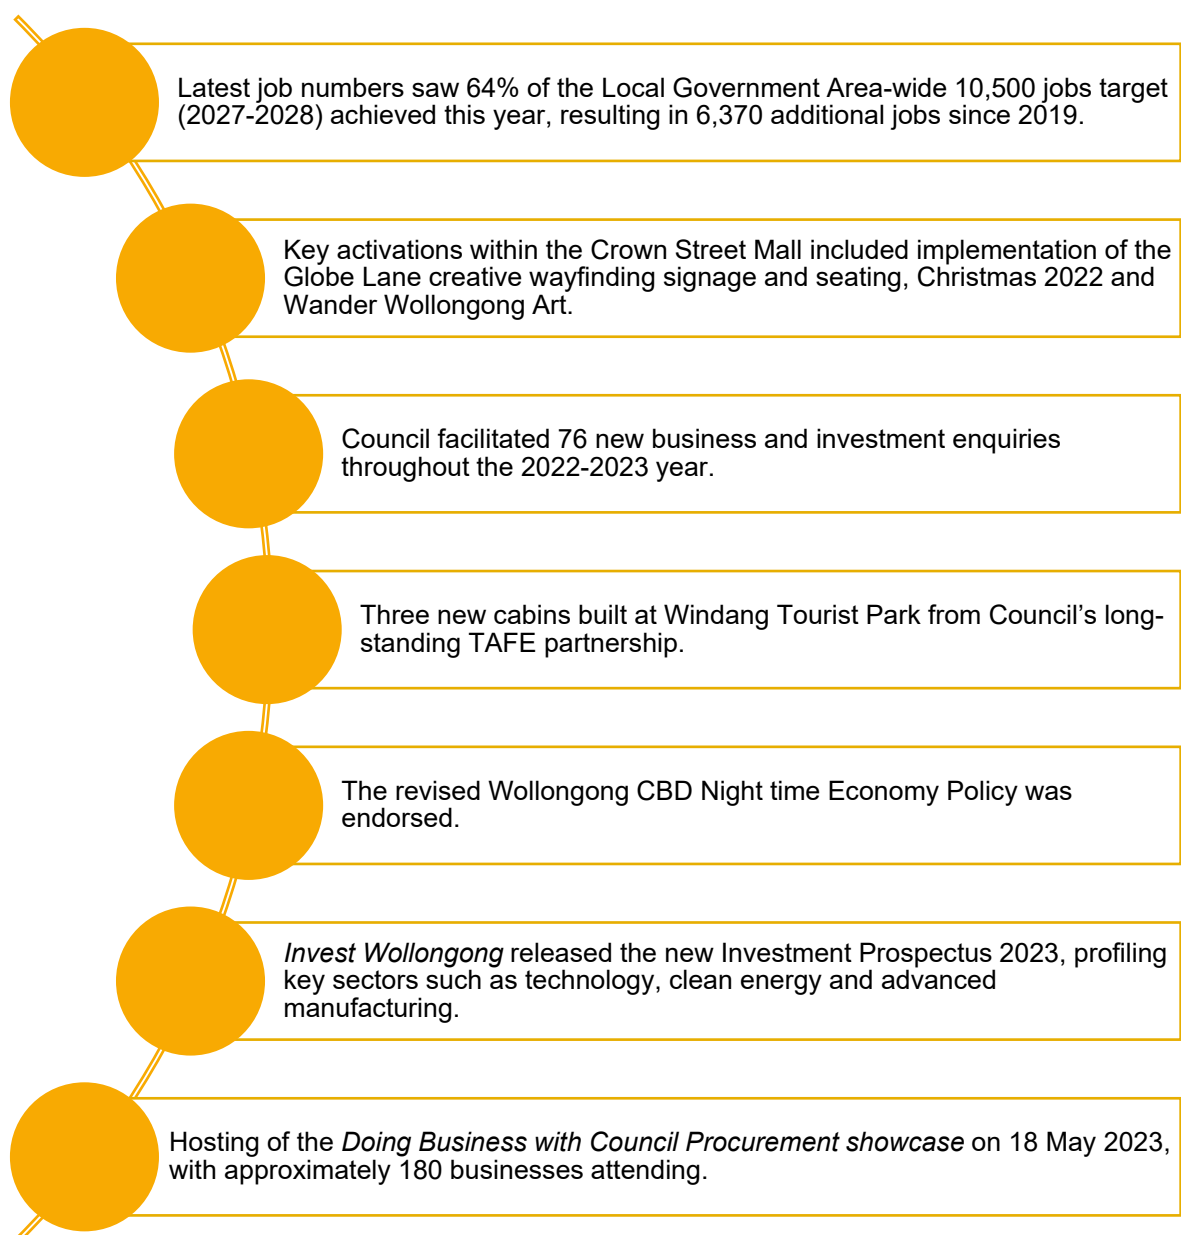 Latest job numbers saw 64% of the Local Government Area-wide 10,500 jobs target
(2027-2028) achieved this year, resulting in 6,370 additional jobs since 2019.
Key activations within the Crown Street Mall included implementation of the
Globe Lane creative wayfinding signage and seating, Christmas 2022 and
Wander Wollongong Art.
Council facilitated 76 new business and investment enquiries
throughout the 2022-2023 year.
Three new cabins built at Windang Tourist Park from Council’s long-
standing TAFE partnership.
The revised Wollongong CBD Night time Economy Policy was
endorsed.
Invest Wollongong released the new Investment Prospectus 2023, profiling
key sectors such as technology, clean energy and advanced
manufacturing.
Hosting of the Doing Business with Council Procurement showcase on 18 May 2023,
with approximately 180 businesses attending.